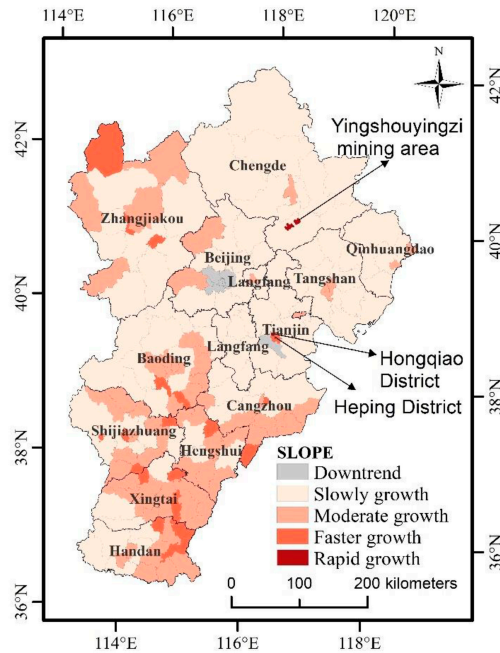 114°E 116°E 118°E 120°E
N
42°N
42°N
Yingshouyingzi
mining area
Chengde
Zhangjiakou
40°N
Qinhuangdao
Beijing
40°N
Langfang
Tangshan
Tianjin
Langfang
Baoding
Hongqiao
District
38°N
Heping District
Cangzhou
Shijiazhuang
38°N
Hengshui
SLOPE
Downtrend
Slowly growth
Xingtai
Moderate growth
Faster growth
Handan
36°N
Rapid growth
0 100 200 kilometers
36°N
114°E 116°E 118°E